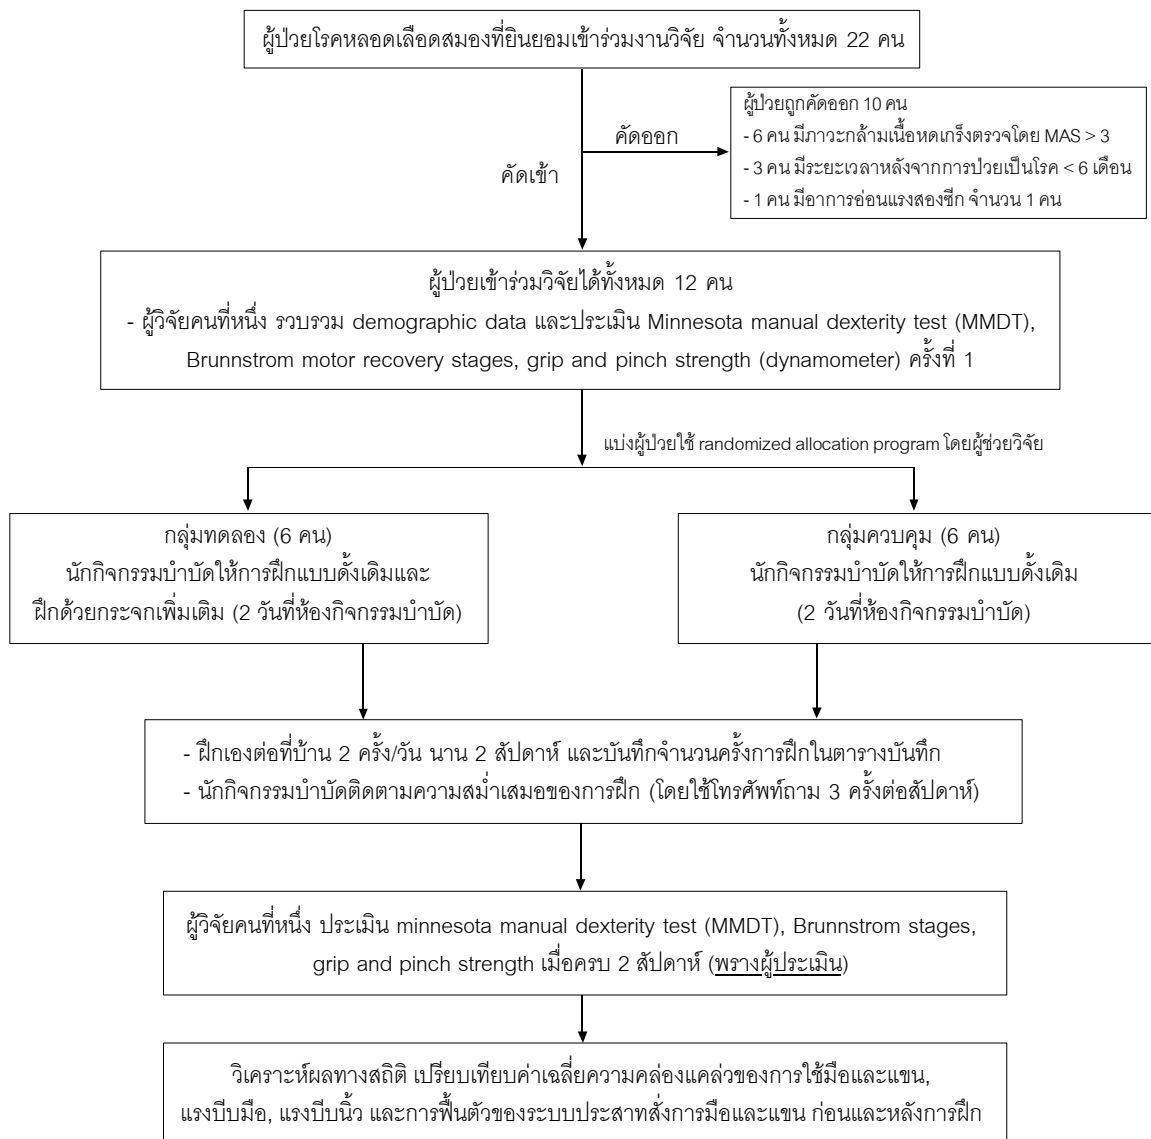 ผู้ป่วยโรคหลอดเลือดสมองที่ยินยอมเข้าร่วมงานวิจัย จำนวนทั้งหมด 22 คน
ผู้ป่วยถูกคัดออก 10 คน
- 6 คน มีภาวะกล้ามเนื้อหดเกร็งตรวจโดย MAS > 3
- 3 คน มีระยะเวลาหลังจากการป่วยเป็นโรค < 6 เดือน
- 1 คน มีอาการอ่อนแรงสองซีก จำนวน 1 คน
คัดออก
คัดเข้า
ผู้ป่วยเข้าร่วมวิจัยได้ทั้งหมด 12 คน
- ผู้วิจัยคนที่หนึ่ง รวบรวม demographic data และประเมิน Minnesota manual dexterity test (MMDT),
Brunnstrom motor recovery stages, grip and pinch strength (dynamometer) ครั้งที่ 1
แบ่งผู้ป่วยใช้ randomized allocation program โดยผู้ช่วยวิจัย
กลุ่มทดลอง (6 คน)
นักกิจกรรมบำบัดให้การฝึกแบบดั้งเดิมและ
ฝึกด้วยกระจกเพิ่มเติม (2 วันที่ห้องกิจกรรมบำบัด)
กลุ่มควบคุม (6 คน)
นักกิจกรรมบำบัดให้การฝึกแบบดั้งเดิม
(2 วันที่ห้องกิจกรรมบำบัด)
- ฝึกเองต่อที่บ้าน 2 ครั้ง/วัน นาน 2 สัปดาห์ และบันทึกจำนวนครั้งการฝึกในตารางบันทึก
- นักกิจกรรมบำบัดติดตามความสม่ำเสมอของการฝึก (โดยใช้โทรศัพท์ถาม 3 ครั้งต่อสัปดาห์)
ผู้วิจัยคนที่หนึ่ง ประเมิน minnesota manual dexterity test (MMDT), Brunnstrom stages,
grip and pinch strength เมื่อครบ 2 สัปดาห์ (พรางผู้ประเมิน)
วิเคราะห์ผลทางสถิติ เปรียบเทียบค่าเฉลี่ยความคล่องแคล่วของการใช้มือและแขน,
แรงบีบมือ, แรงบีบนิ้ว และการฟื้นตัวของระบบประสาทสั่งการมือและแขน ก่อนและหลังการฝึก